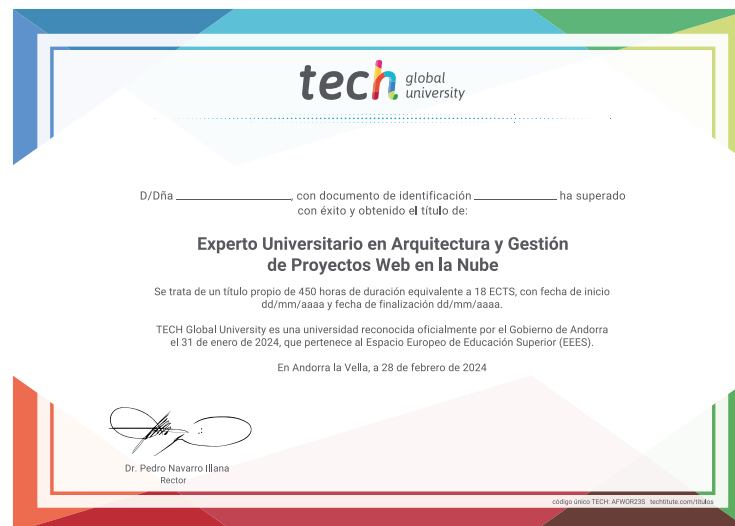 tech global
university
D/Dña ____________, con documento de identificación ____________ ha superado
con éxito y obtenido el título de:
Experto Universitario en Arquitectura y Gestión
de Proyectos Web en la Nube
Se trata de un título propio de 450 horas de duración equivalente a 18 ECTS, con fecha de inicio
dd/mm/aaaa y fecha de finalización dd/mm/aaaa.
TECH Global University es una universidad reconocida oficialmente por el Gobierno de Andorra
el 31 de enero de 2024, que pertenece al Espacio Europeo de Educación Superior (EEES).
En Andorra la Vella, a 28 de febrero de 2024
Dr. Pedro Navarro Illana
Rector
código único TECH: AFWOR23S techtitute.com/titulos